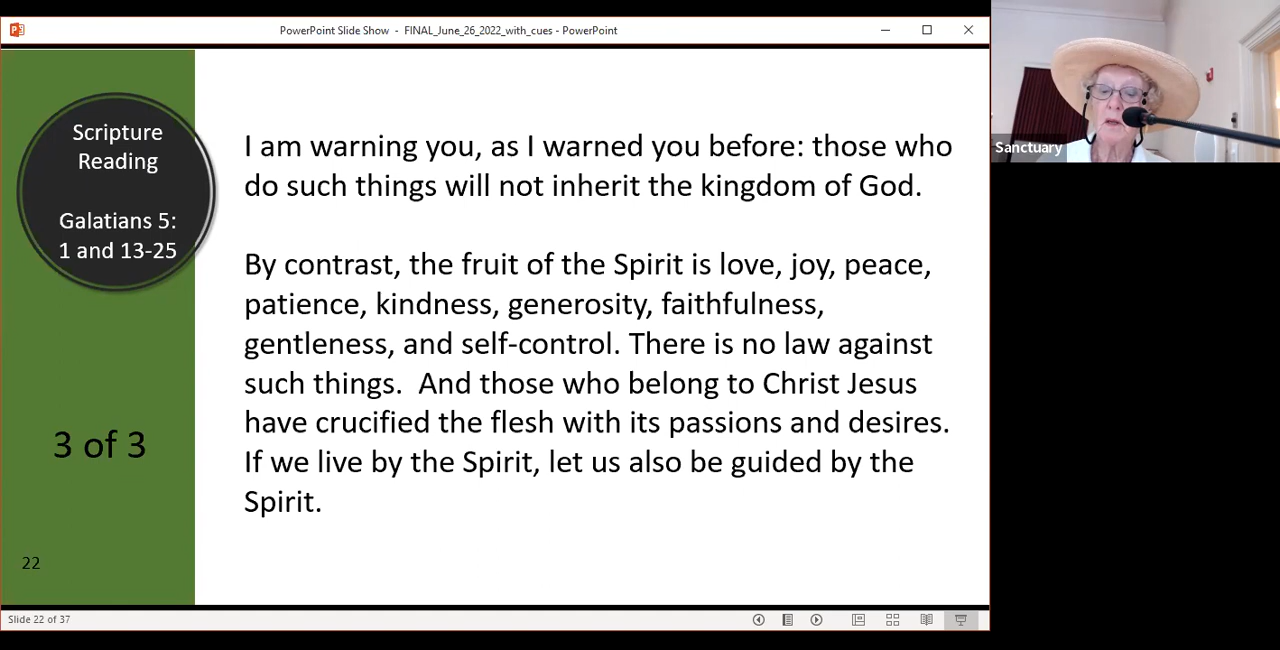 PowerPoint Slide Show - FINAL_June_26_2022_with_cues - PowerPoint
Scripture
Reading
Galatians 5:
1 and 13-25
3 of 3
22
I am warning you, as I warned you before: those who
do such things will not inherit the kingdom of God.
By contrast, the fruit of the Spirit is love, joy, peace,
patience, kindness, generosity, faithfulness,
gentleness, and self-control. There is no law against
such things.  And those who belong to Christ Jesus
have crucified the flesh with its passions and desires.
If we live by the Spirit, let us also be guided by the
Spirit.
Sanctuary
Slide 22 of 37